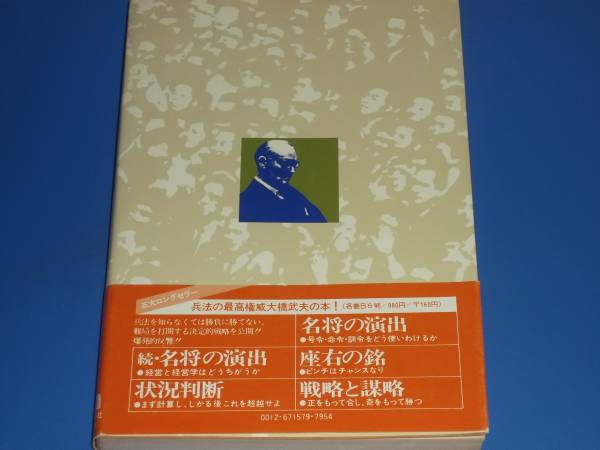 五大ロングセラー
兵法の最高権威大橋武夫の本！(各巻B6判/980円/〒160円)
兵法を知らなくては勝負に勝てない。
難局を打開する決定的戦略を公開!!
爆発的反響!!
名将の演出
●号令・命令・訓令をどう使いわけるか
続・名将の演出
●経営と経営学はどうちがうか
座右の銘
●ピンチはチャンスなり
状況判断
●まず計算し、しかる後これを超越せよ
戦略と謀略
●正をもって合し、奇をもって勝つ
0012-671579-7954
社